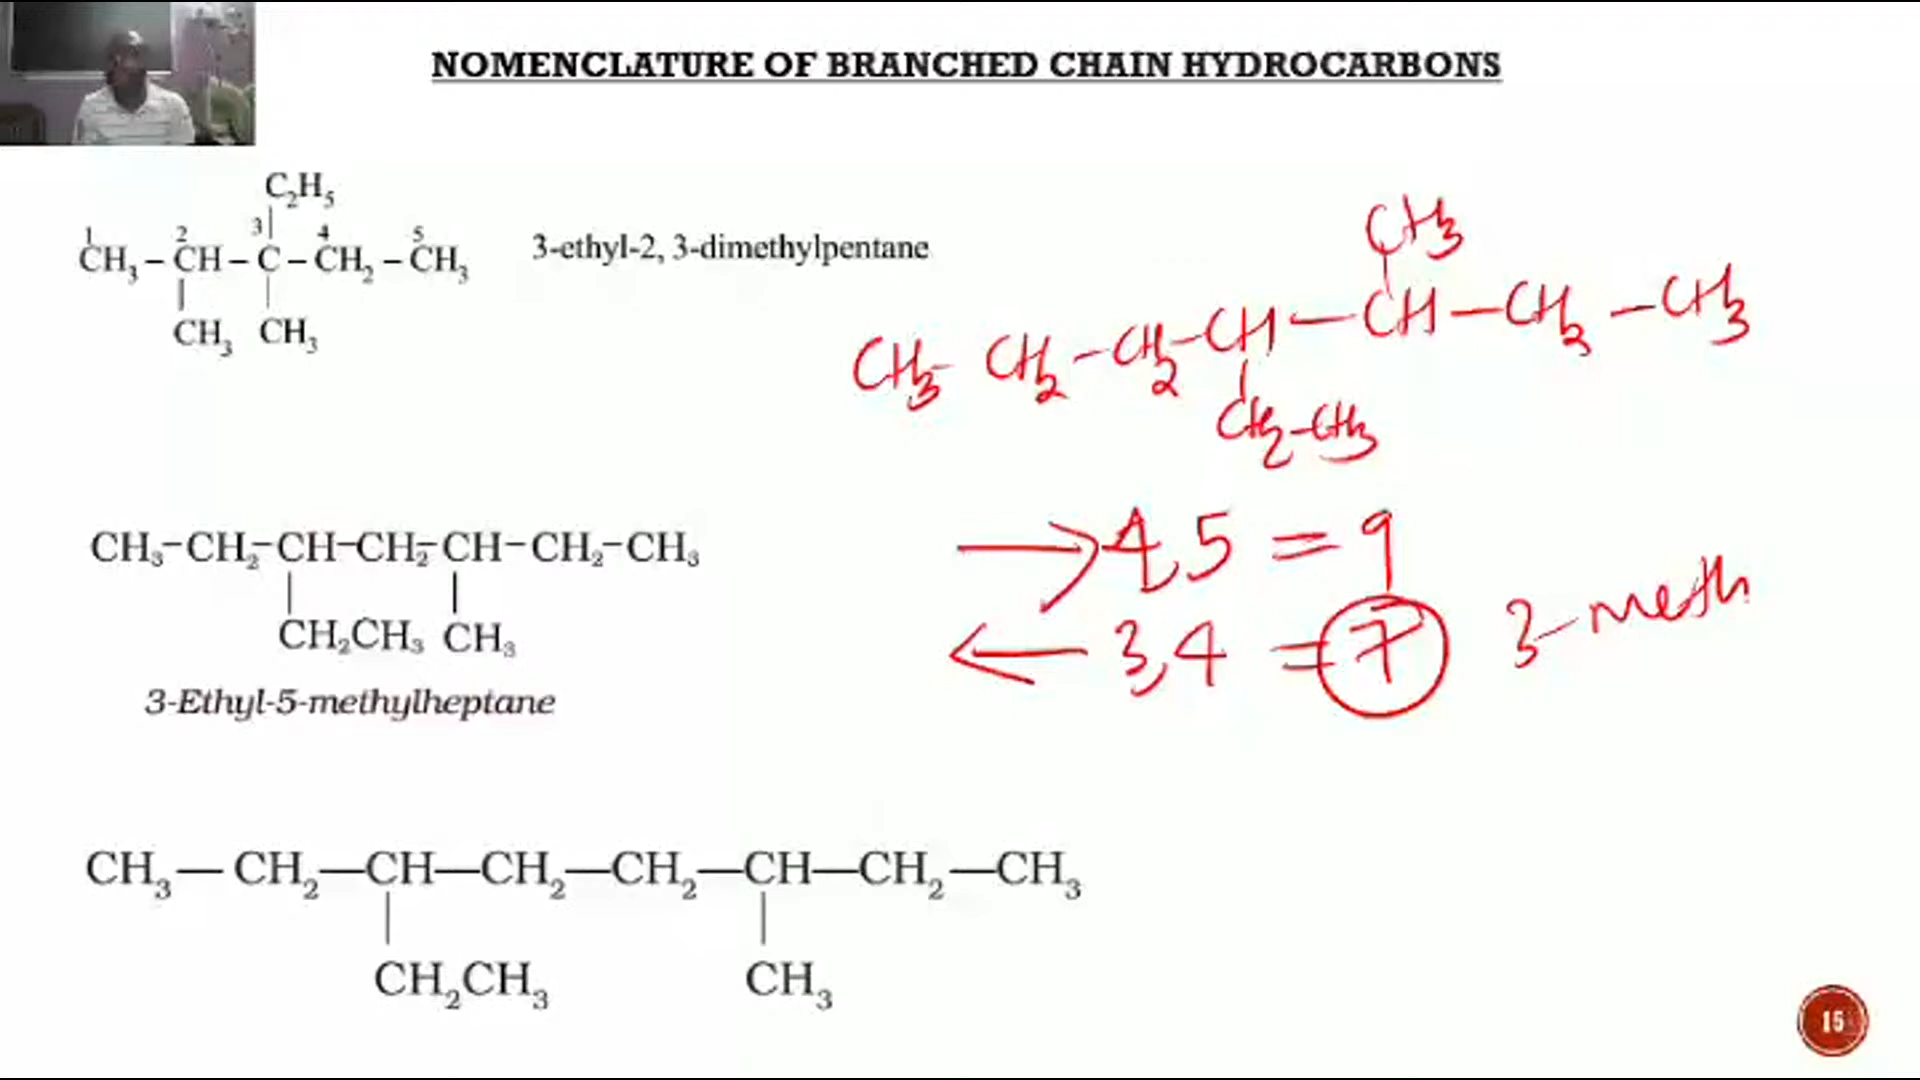 NOMENCLATURE OF BRANCHED CHAIN HYDROCARBONS
C₂H₅
1 2 3 4 5
CH₃ – CH – C – CH₂ – CH₃
CH₃ CH₃
3-ethyl-2, 3-dimethylpentane
CH3
CH3 - CH2 - CH2 - CH - CH - CH2 - CH3
CH2 - CH3
CH₃–CH₂–CH–CH₂–CH–CH₂–CH₃
CH₂CH₃ CH₃
3-Ethyl-5-methylheptane
→ 4,5 = 9
← 3,4 = 7
3-meth
CH₃—CH₂—CH—CH₂—CH₂—CH—CH₂—CH₃
CH₂CH₃ CH₃
15